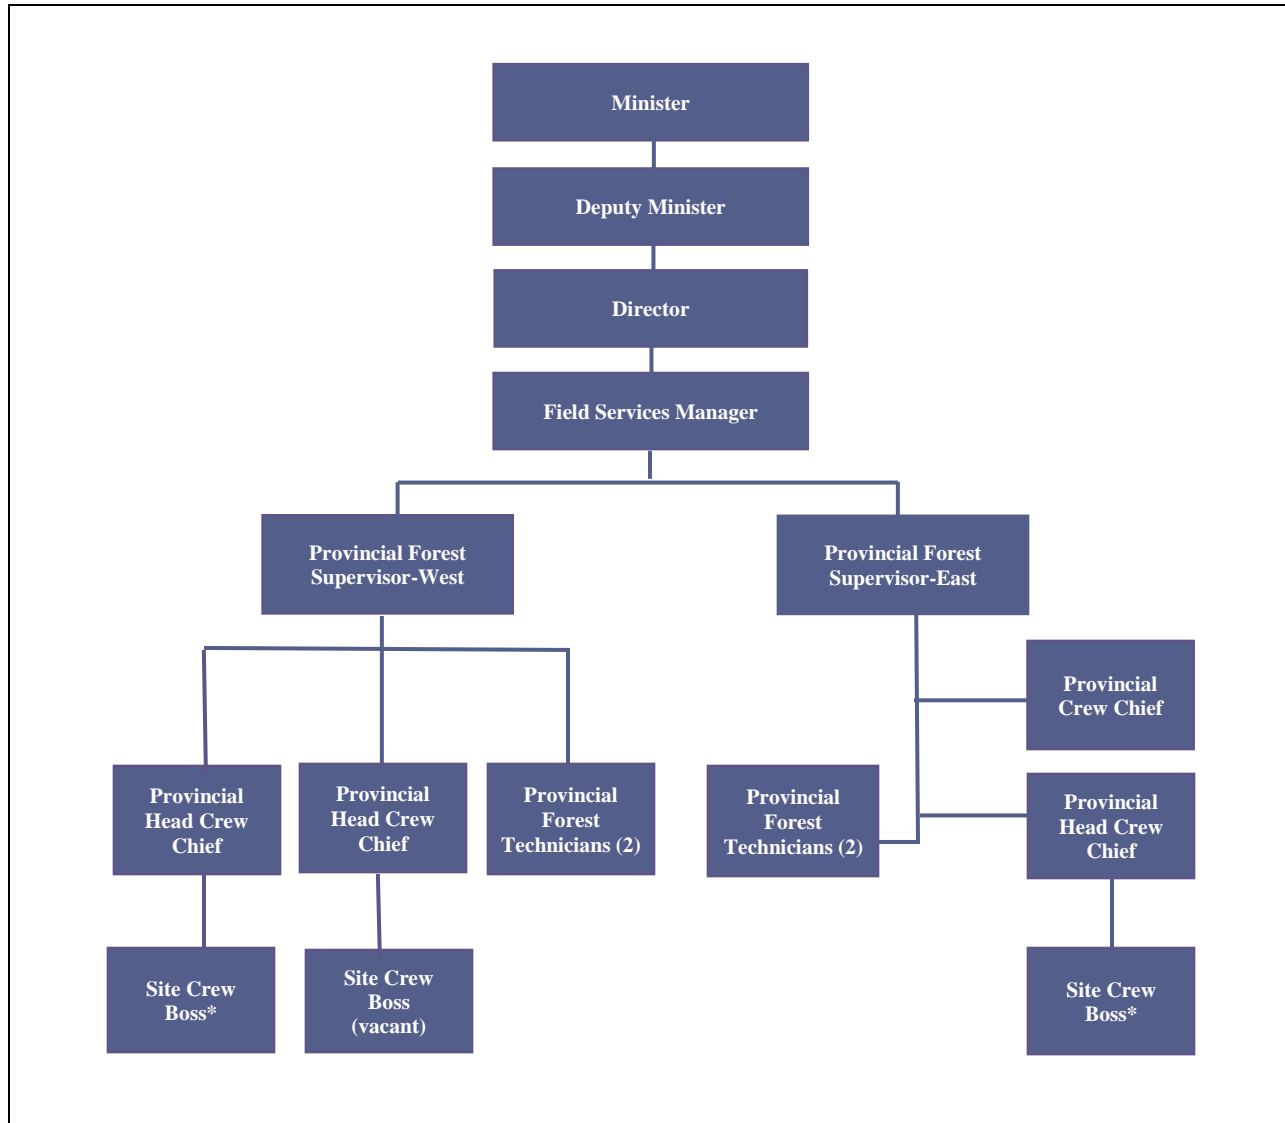 Minister
Deputy Minister
Director
Field Services Manager
Provincial Forest
Supervisor-West
Provincial Forest
Supervisor-East
Provincial
Crew Chief
Provincial
Head Crew
Chief
Provincial
Head Crew
Chief
Provincial
Forest
Technicians (2)
Provincial
Forest
Technicians (2)
Provincial
Head Crew
Chief
Site Crew
Boss*
Site Crew
Boss
(vacant)
Site Crew
Boss*